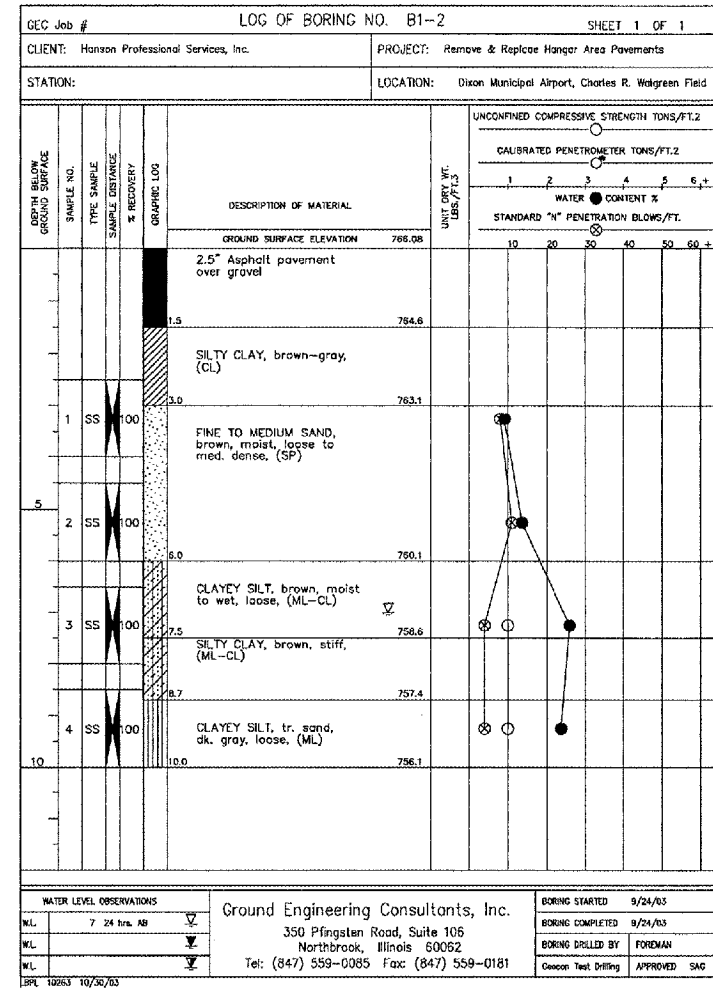 GEC Job #
LOG OF BORING NO. B1-2
SHEET 1 OF 1
CLIENT: Hanson Professional Services, Inc.
PROJECT: Remove & Replcae Hangar Area Pavements
STATION:
LOCATION: Dixon Municipal Airport, Charles R. Walgreen Field
DEPTH BELOW
GROUND SURFACE
SAMPLE NO.
TYPE SAMPLE
SAMPLE DISTANCE
% RECOVERY
GRAPHIC LOG
DESCRIPTION OF MATERIAL
GROUND SURFACE ELEVATION 766.08
UNIT DRY WT.
LBS./FT.3
UNCONFINED COMPRESSIVE STRENGTH TONS/FT.2
CALIBRATED PENETROMETER TONS/FT.2
*
1 2 3 4 5 6 +
WATER CONTENT %
STANDARD "N" PENETRATION BLOWS/FT.
10 20 30 40 50 60 +
2.5" Asphalt pavement
over gravel
1.5 764.6
SILTY CLAY, brown-gray,
(CL)
3.0 763.1
1 SS 100
FINE TO MEDIUM SAND,
brown, moist, loose to
med. dense, (SP)
5
2 SS 100
6.0 760.1
CLAYEY SILT, brown, moist
to wet, loose, (ML-CL)
3 SS 100
7.5 758.6
SILTY CLAY, brown, stiff,
(ML-CL)
8.7 757.4
4 SS 100
CLAYEY SILT, tr. sand,
dk. gray, loose, (ML)
10 10.0 756.1
WATER LEVEL OBSERVATIONS
W.L. 7 24 hrs. AB
W.L.
W.L.
Ground Engineering Consultants, Inc.
350 Pfingsten Road, Suite 106
Northbrook, Illinois 60062
Tel: (847) 559-0085 Fax: (847) 559-0181
BORING STARTED 9/24/03
BORING COMPLETED 9/24/03
BORING DRILLED BY FOREMAN
Geocon Test Drilling APPROVED SAG
BPL 10263 10/30/03